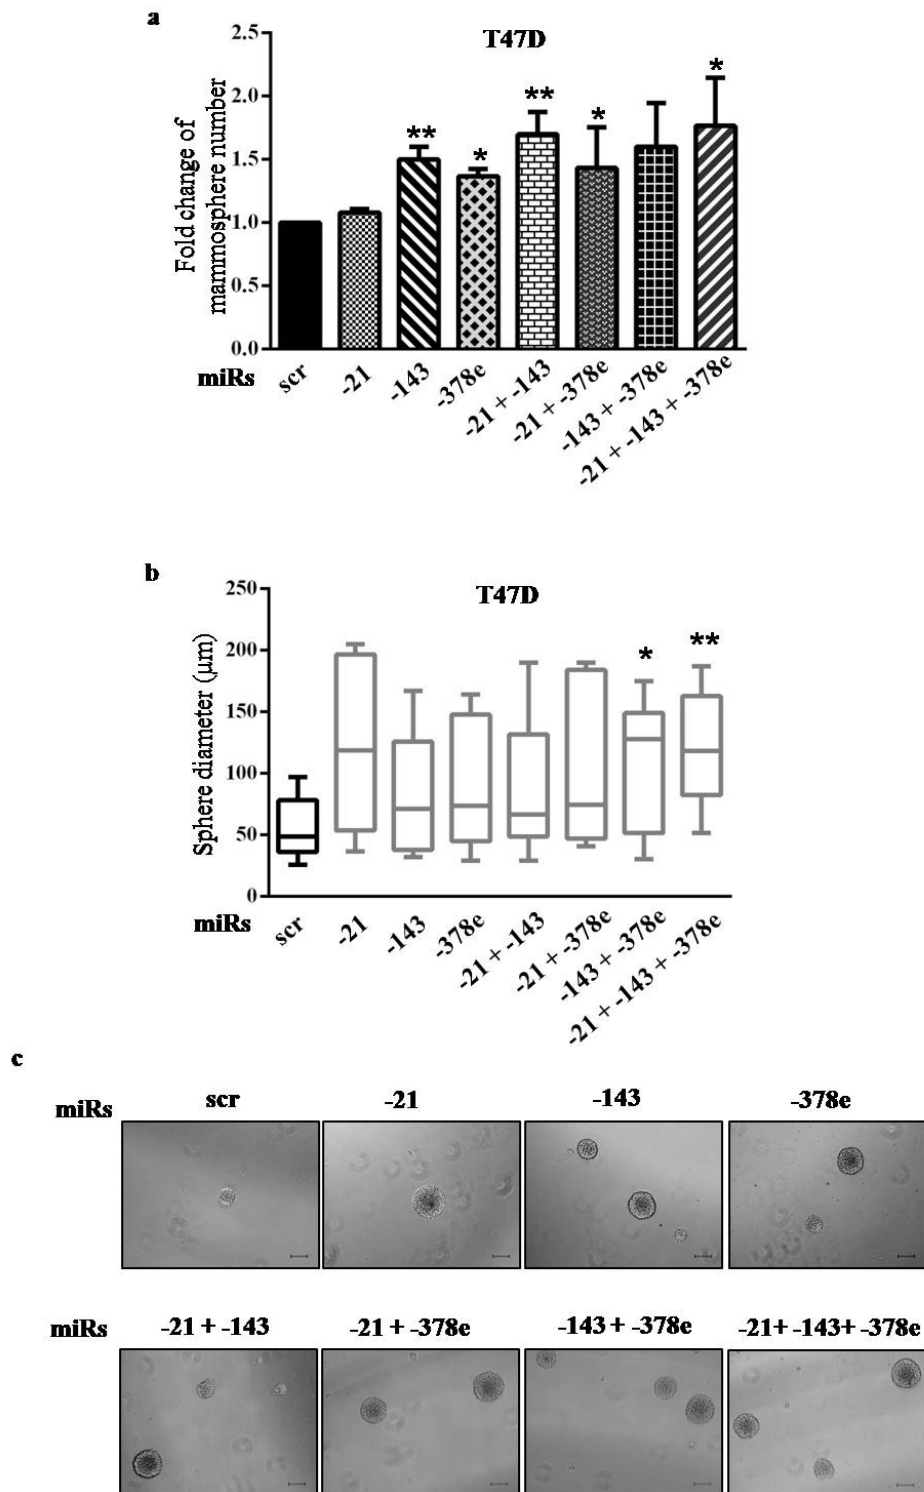 a
T47D
Fold change of
mammosphere number
2.5
2.0
1.5
1.0
0.5
0.0
** * ** * *
miRs
scr
-21
-143
-378e
-21 + -143
-21 + -378e
-143 + -378e
-21 + -143 + -378e
b
T47D
Sphere diameter (µm)
250
200
150
100
50
0
* **
miRs
scr
-21
-143
-378e
-21 + -143
-21 + -378e
-143 + -378e
-21 + -143 + -378e
c
miRs scr -21 -143 -378e
miRs -21 + -143 -21 + -378e -143 + -378e -21+ -143+ -378e